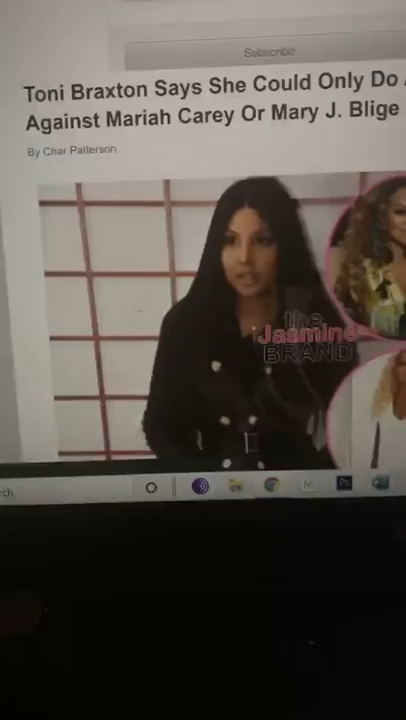 Subscribe
Toni Braxton Says She Could Only Do
Against Mariah Carey Or Mary J. Blige
By Char Patterson
the
Jasmine
BRAND
rch
Ps